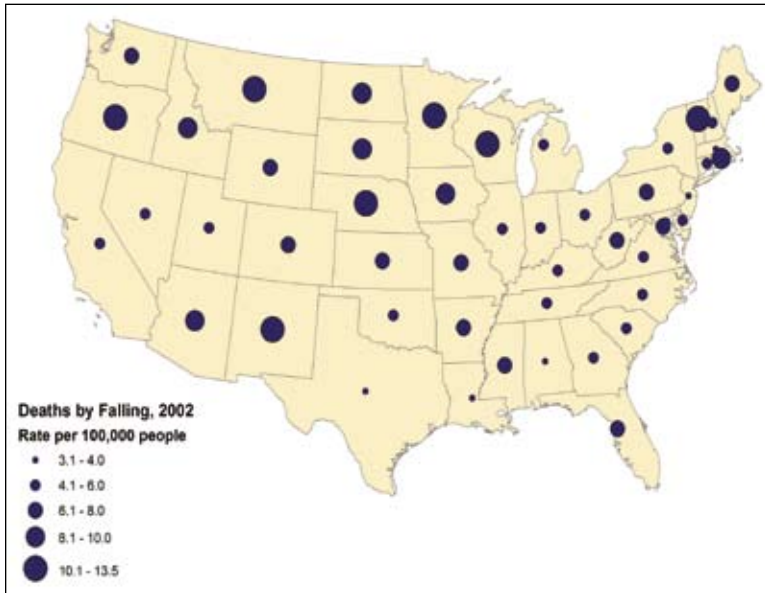 Deaths by Falling, 2002
Rate per 100,000 people
3.1 - 4.0
4.1 - 6.0
6.1 - 8.0
8.1 - 10.0
10.1 - 13.5